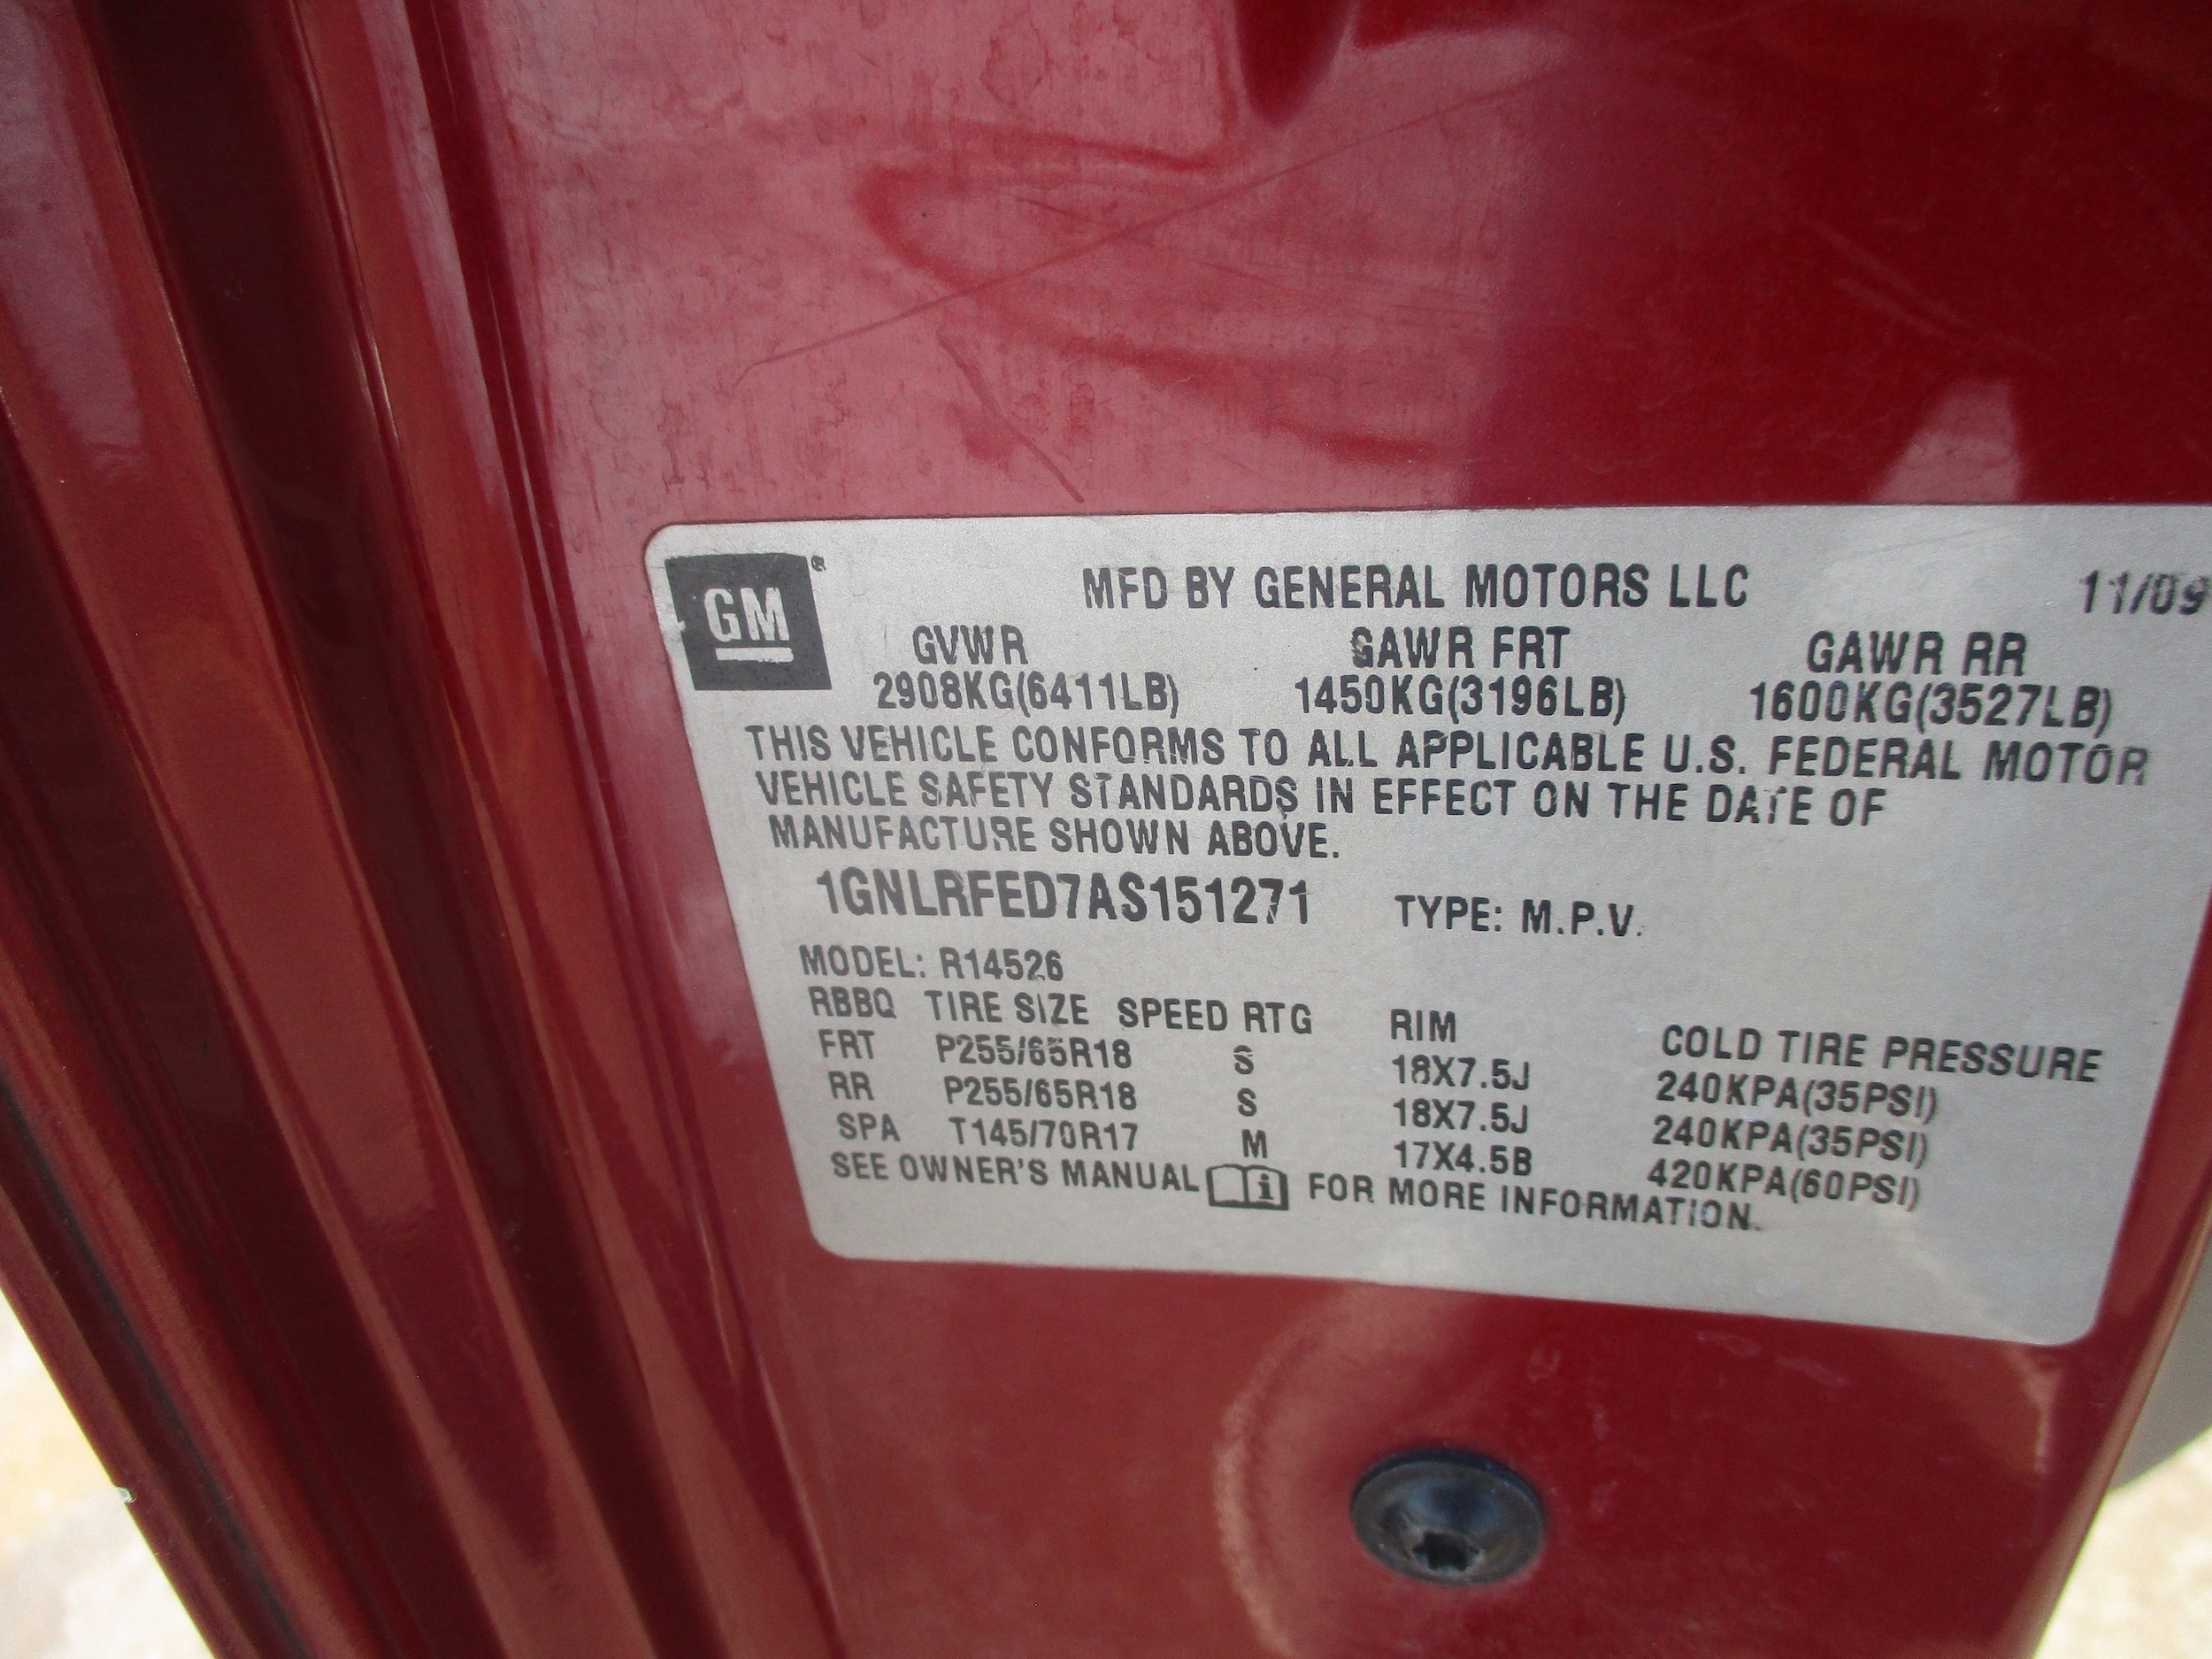 GM®
MFD BY GENERAL MOTORS LLC 11/09
GVWR GAWR FRT GAWR RR
2908KG(6411LB) 1450KG(3196LB) 1600KG(3527LB)
THIS VEHICLE CONFORMS TO ALL APPLICABLE U.S. FEDERAL MOTOR
VEHICLE SAFETY STANDARDS IN EFFECT ON THE DATE OF
MANUFACTURE SHOWN ABOVE.
1GNLRFED7AS151271 TYPE: M.P.V.
MODEL: R14526
RBBQ TIRE SIZE SPEED RTG RIM COLD TIRE PRESSURE
FRT P255/65R18 S 18X7.5J 240KPA(35PSI)
RR P255/65R18 S 18X7.5J 240KPA(35PSI)
SPA T145/70R17 M 17X4.5B 420KPA(60PSI)
SEE OWNER'S MANUAL FOR MORE INFORMATION.